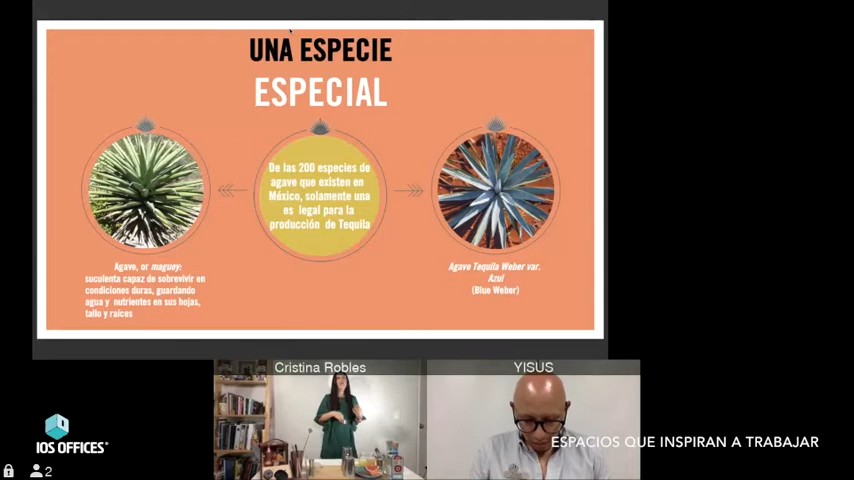 UNA ESPECIE
ESPECIAL
De las 200 especies de
agave que existen en
México, solamente una
es legal para la
producción de Tequila
Agave, or maguey:
suculenta capaz de sobrevivir en
condiciones duras, guardando
agua y nutrientes en sus hojas,
tallo y raíces
Agave Tequila Weber var.
Azul
(Blue Weber)
Cristina Robles
YISUS
IOS OFFICES
ESPACIOS QUE INSPIRAN A TRABAJAR
2